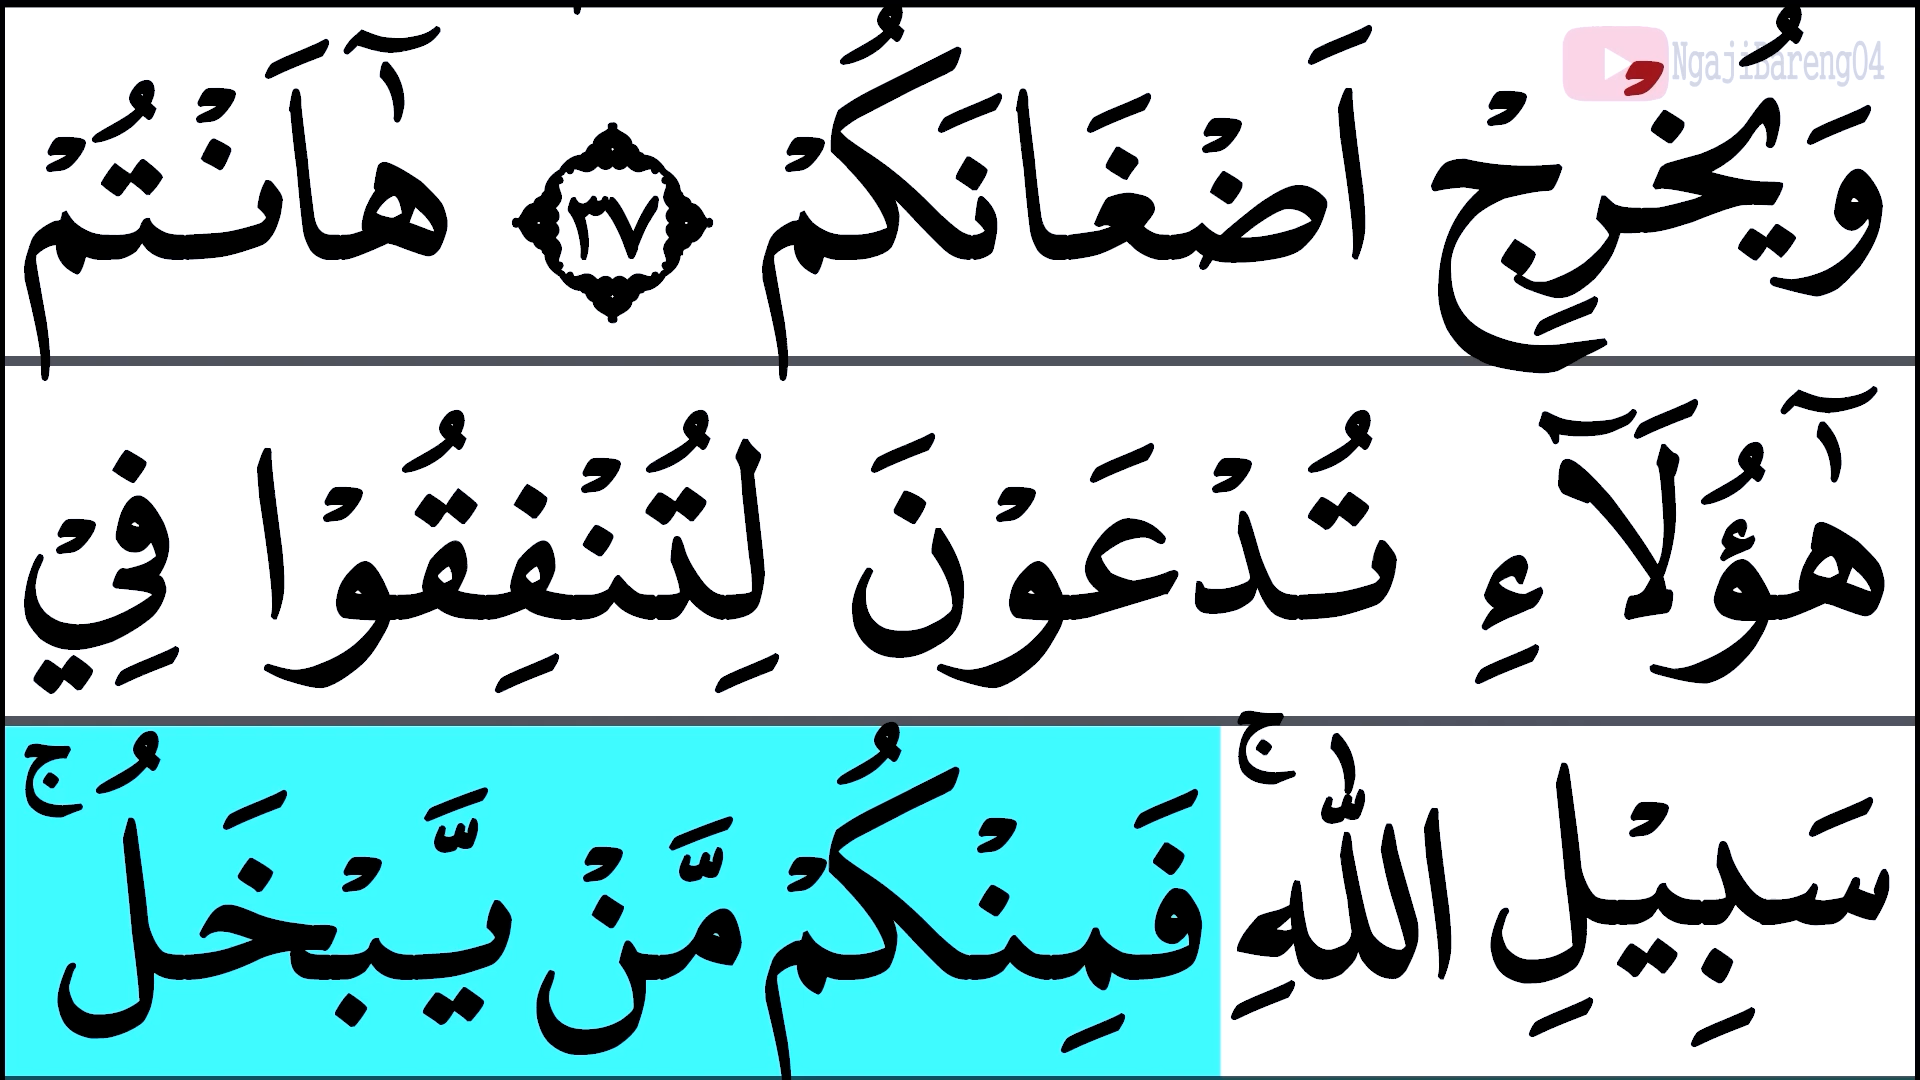 NgajiBareng04
وَيُخْرِجْ اَضْغَانَكُمْ ٣٧ هٰٓاَنْتُمْ
هٰٓؤُلَاۤءِ تُدْعَوْنَ لِتُنْفِقُوْا فِيْ
سَبِيْلِ اللّٰهِ ۚ فَمِنْكُمْ مَّنْ يَّبْخَلُ ۚ